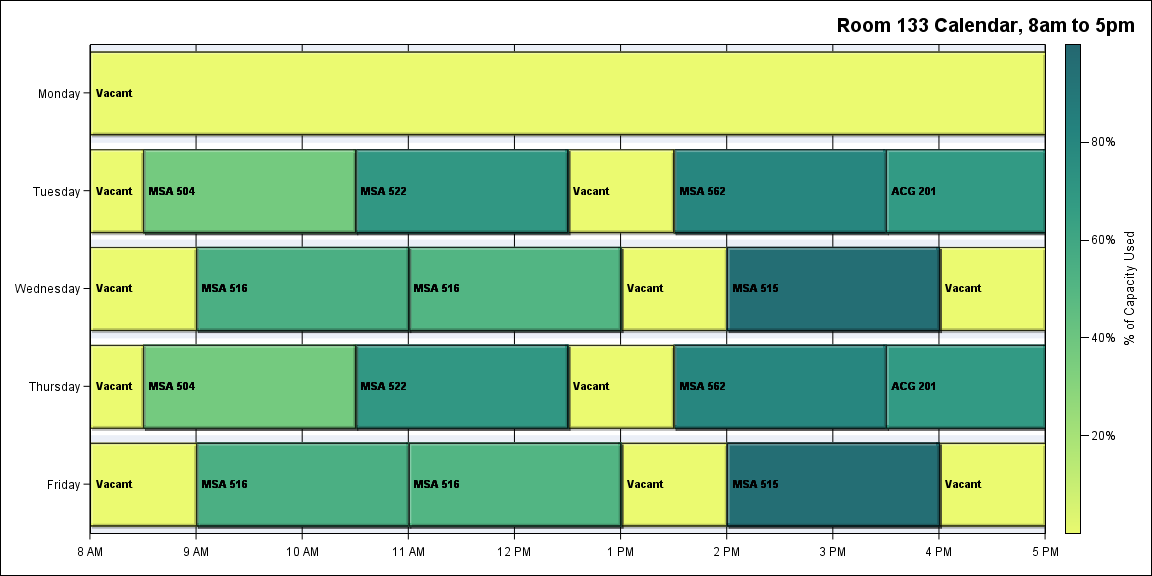 Room 133 Calendar, 8am to 5pm
Monday
Vacant
Tuesday
Vacant
MSA 504
MSA 522
Vacant
MSA 562
ACG 201
Wednesday
Vacant
MSA 516
MSA 516
Vacant
MSA 515
Vacant
Thursday
Vacant
MSA 504
MSA 522
Vacant
MSA 562
ACG 201
Friday
Vacant
MSA 516
MSA 516
Vacant
MSA 515
Vacant
8 AM
9 AM
10 AM
11 AM
12 PM
1 PM
2 PM
3 PM
4 PM
5 PM
80%
60%
40%
20%
% of Capacity Used